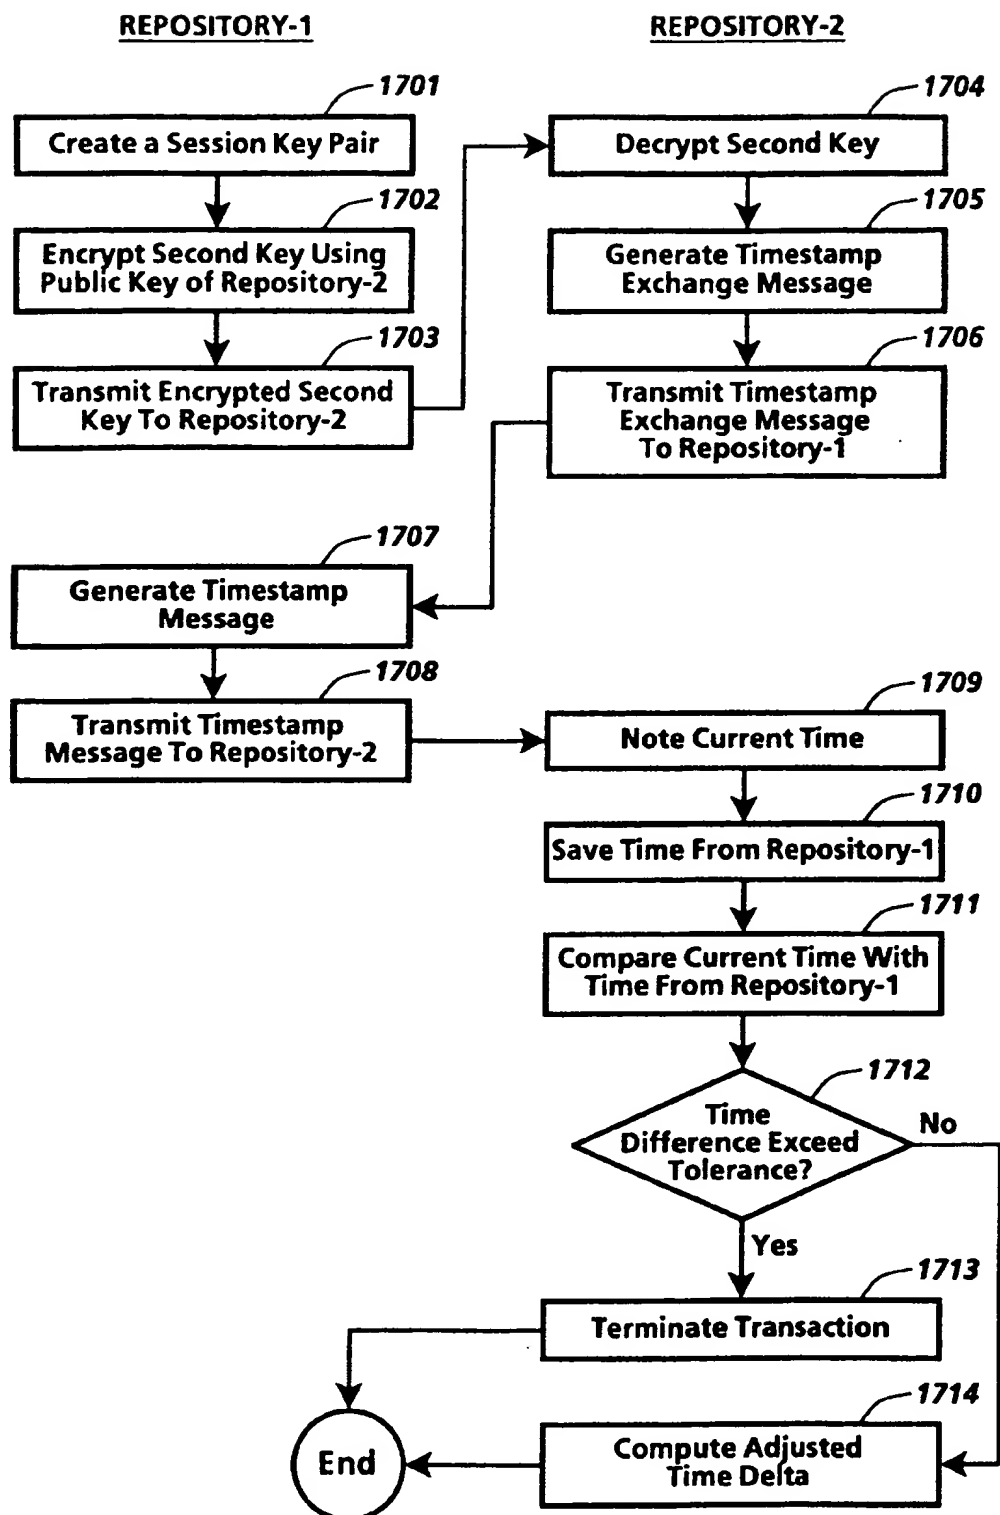 REPOSITORY-1
REPOSITORY-2
1701
Create a Session Key Pair
1702
Encrypt Second Key Using
Public Key of Repository-2
1703
Transmit Encrypted Second
Key To Repository-2
1704
Decrypt Second Key
1705
Generate Timestamp
Exchange Message
1706
Transmit Timestamp
Exchange Message
To Repository-1
1707
Generate Timestamp
Message
1708
Transmit Timestamp
Message To Repository-2
1709
Note Current Time
1710
Save Time From Repository-1
1711
Compare Current Time With
Time From Repository-1
1712
Time
Difference Exceed
Tolerance?
No
Yes
1713
Terminate Transaction
1714
Compute Adjusted
Time Delta
End